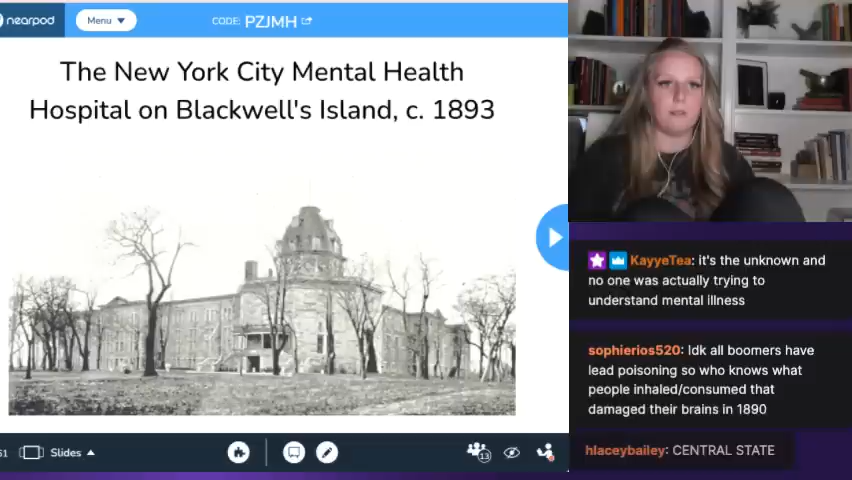 nearpod
Menu
CODE: PZJMH
The New York City Mental Health
Hospital on Blackwell's Island, c. 1893
KayyeTea: it's the unknown and
no one was actually trying to
understand mental illness
sophierios520: Idk all boomers have
lead poisoning so who knows what
people inhaled/consumed that
damaged their brains in 1890
hlaceybailey: CENTRAL STATE
51 Slides
13